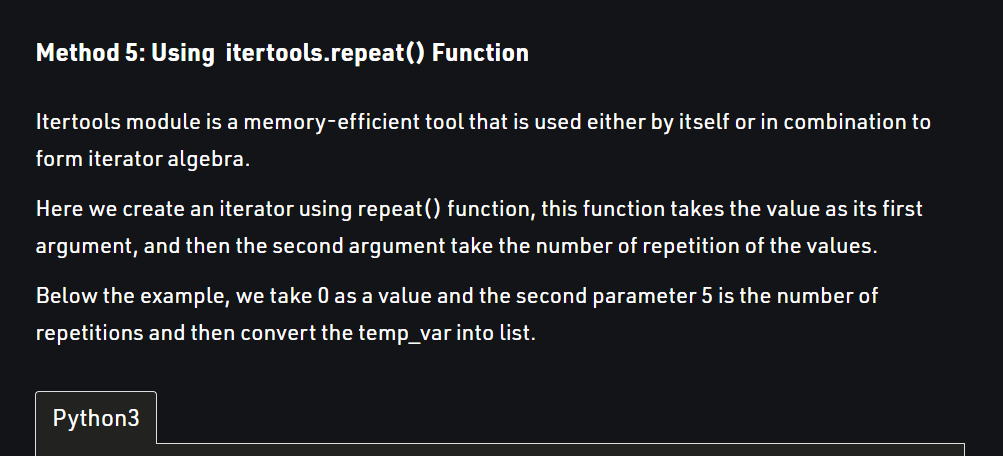 Method 5: Using itertools.repeat() Function
Itertools module is a memory-efficient tool that is used either by itself or in combination to
form iterator algebra.
Here we create an iterator using repeat() function, this function takes the value as its first
argument, and then the second argument take the number of repetition of the values.
Below the example, we take 0 as a value and the second parameter 5 is the number of
repetitions and then convert the temp_var into list.
Python3